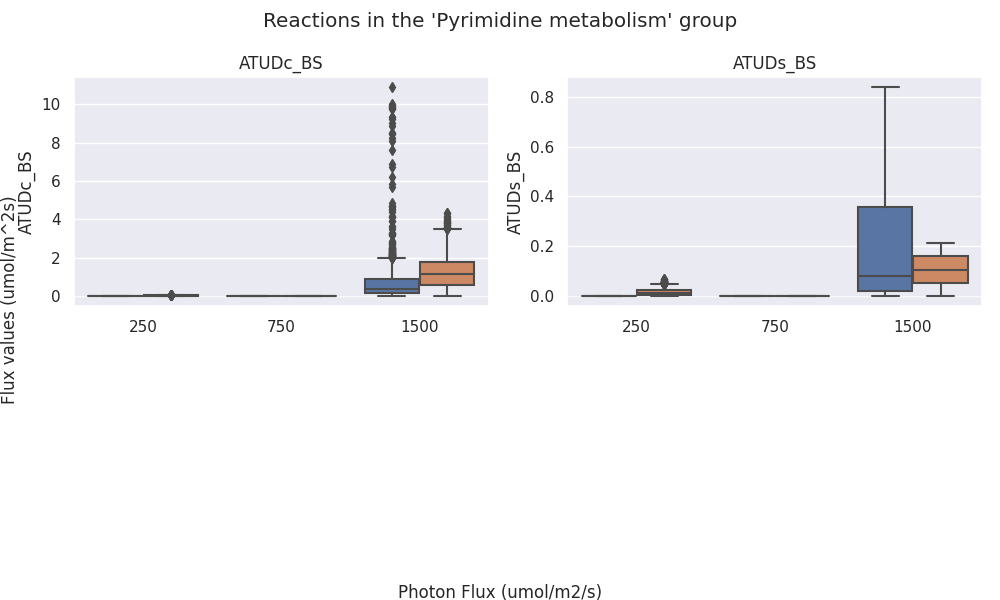 Reactions in the 'Pyrimidine metabolism' group
ATUDc_BS
ATUDs_BS
10
8
6
4
2
0
ATUDc_BS
0.8
0.6
0.4
0.2
0.0
ATUDs_BS
250
750
1500
250
750
1500
Flux values (umol/m^2s)
Photon Flux (umol/m2/s)